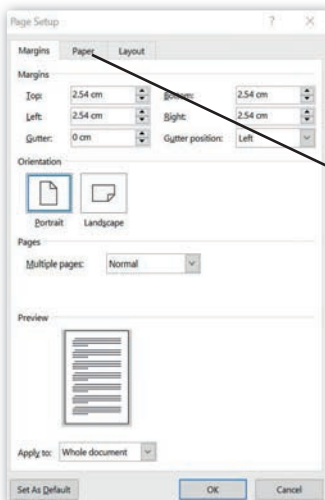 Page Setup ? ×
Margins Paper Layout
Margins
Top: 2.54 cm Bottom: 2.54 cm
Left: 2.54 cm Right: 2.54 cm
Gutter: 0 cm Gutter position: Left
Orientation
Portrait Landscape
Pages
Multiple pages: Normal
Preview
Apply to: Whole document
Set As Default OK Cancel